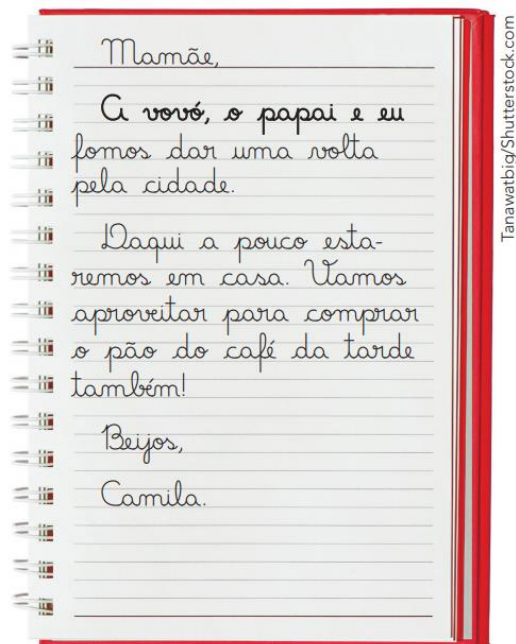 Mamãe,
A vovó, o papai e eu
fomos dar uma volta
pela cidade.
Daqui a pouco esta-
remos em casa. Vamos
aproveitar para comprar
o pão do café da tarde
também!
Beijos,
Camila.
Tanawatbig/Shutterstock.com